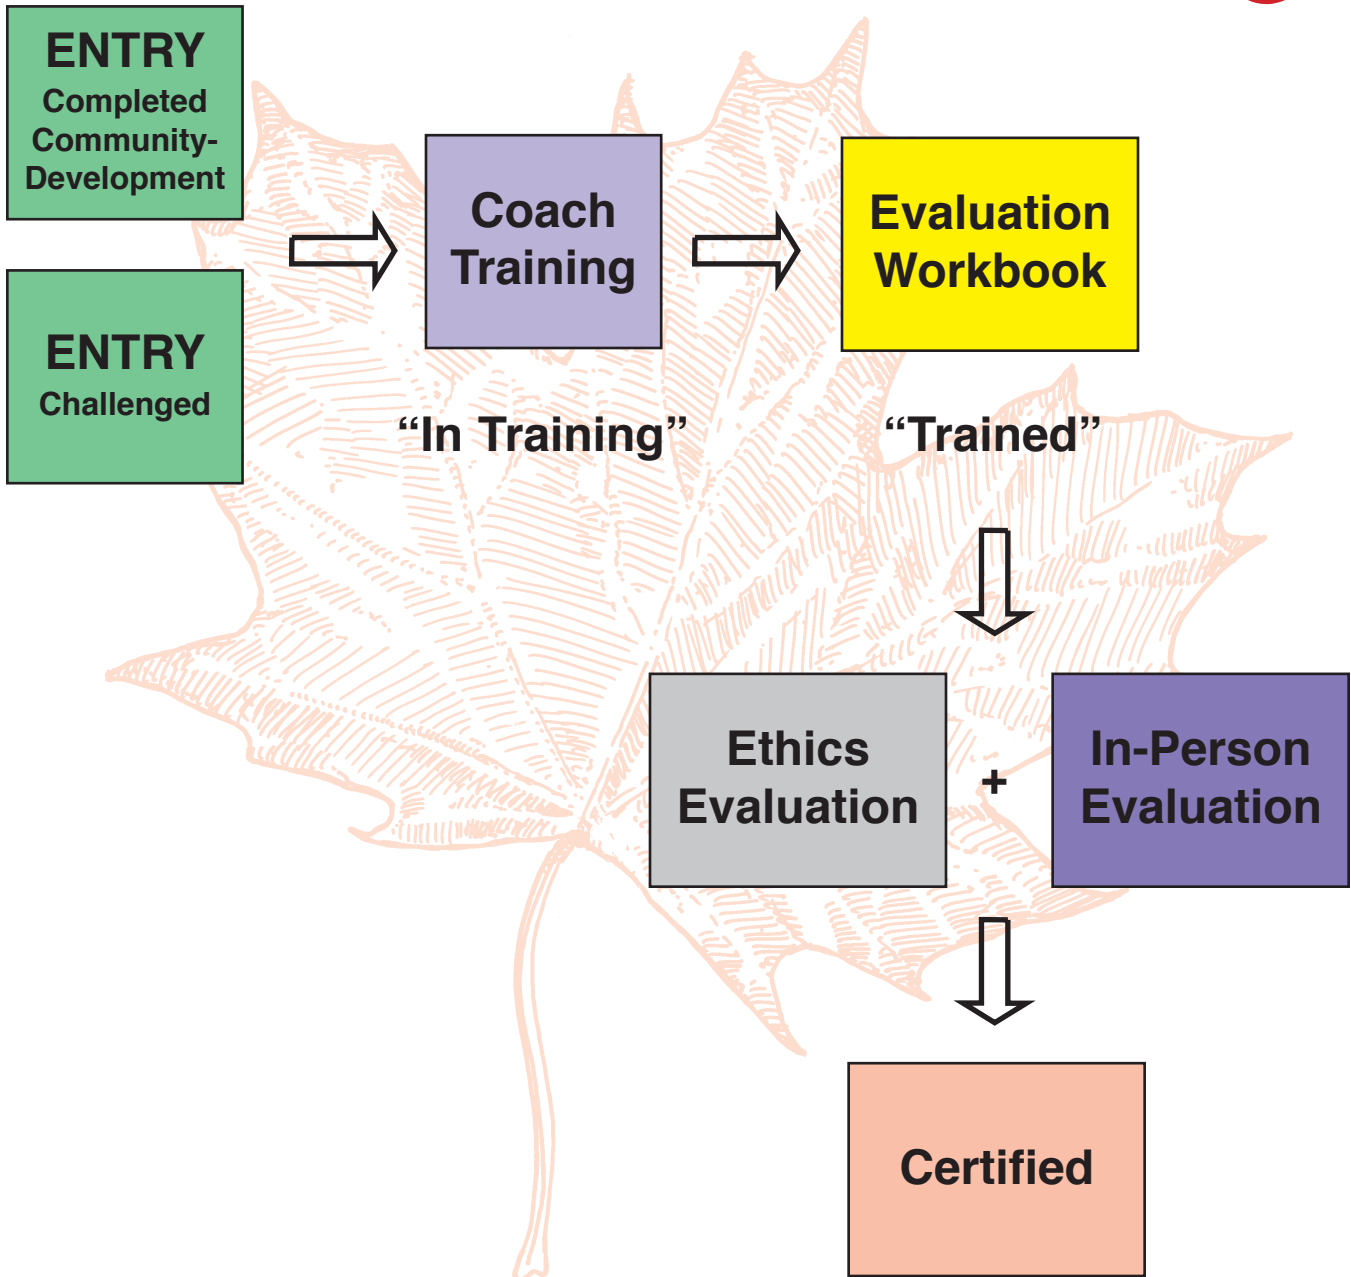 ENTRY
Completed
Community-
Development
ENTRY
Challenged
Coach
Training
“In Training”
Evaluation
Workbook
“Trained”
Ethics
Evaluation
+
In-Person
Evaluation
Certified